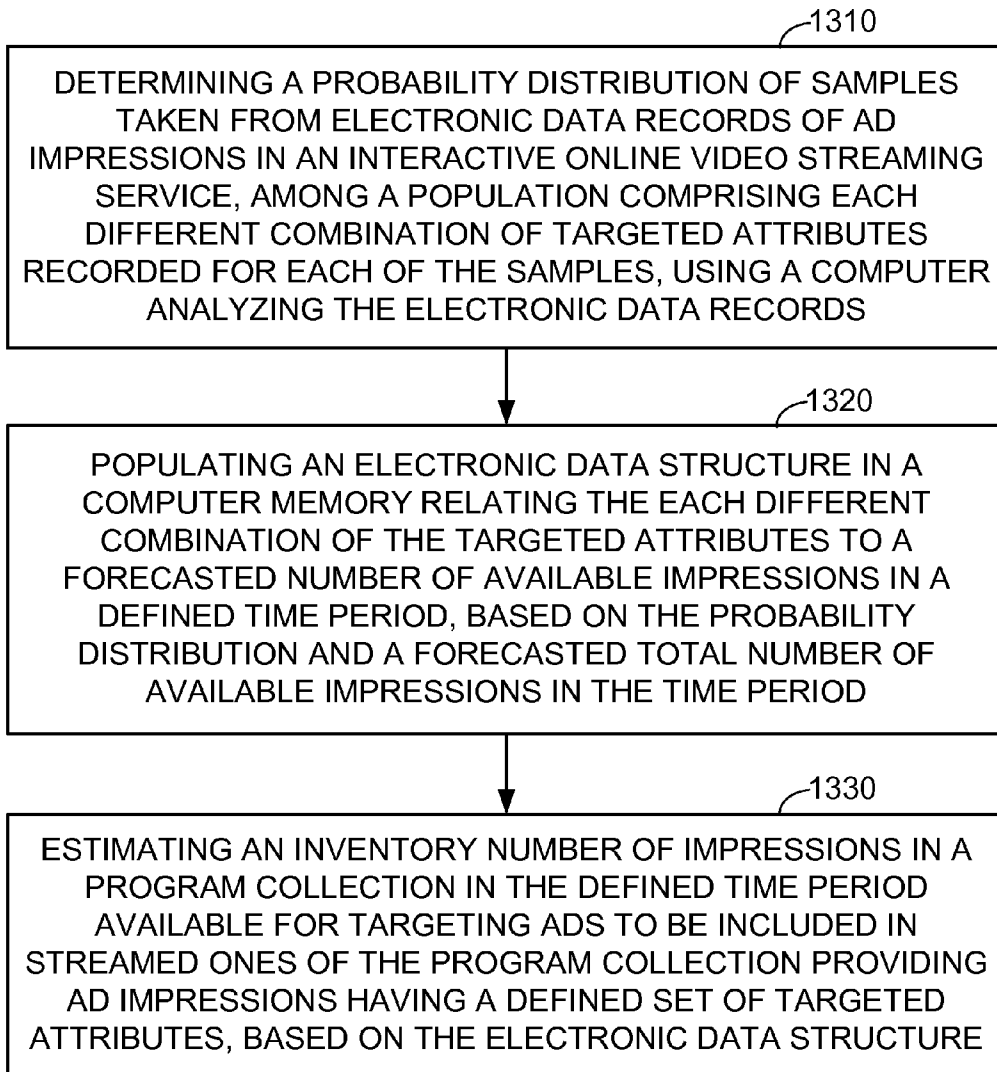 1310
DETERMINING A PROBABILITY DISTRIBUTION OF SAMPLES
TAKEN FROM ELECTRONIC DATA RECORDS OF AD
IMPRESSIONS IN AN INTERACTIVE ONLINE VIDEO STREAMING
SERVICE, AMONG A POPULATION COMPRISING EACH
DIFFERENT COMBINATION OF TARGETED ATTRIBUTES
RECORDED FOR EACH OF THE SAMPLES, USING A COMPUTER
ANALYZING THE ELECTRONIC DATA RECORDS
1320
POPULATING AN ELECTRONIC DATA STRUCTURE IN A
COMPUTER MEMORY RELATING THE EACH DIFFERENT
COMBINATION OF THE TARGETED ATTRIBUTES TO A
FORECASTED NUMBER OF AVAILABLE IMPRESSIONS IN A
DEFINED TIME PERIOD, BASED ON THE PROBABILITY
DISTRIBUTION AND A FORECASTED TOTAL NUMBER OF
AVAILABLE IMPRESSIONS IN THE TIME PERIOD
1330
ESTIMATING AN INVENTORY NUMBER OF IMPRESSIONS IN A
PROGRAM COLLECTION IN THE DEFINED TIME PERIOD
AVAILABLE FOR TARGETING ADS TO BE INCLUDED IN
STREAMED ONES OF THE PROGRAM COLLECTION PROVIDING
AD IMPRESSIONS HAVING A DEFINED SET OF TARGETED
ATTRIBUTES, BASED ON THE ELECTRONIC DATA STRUCTURE